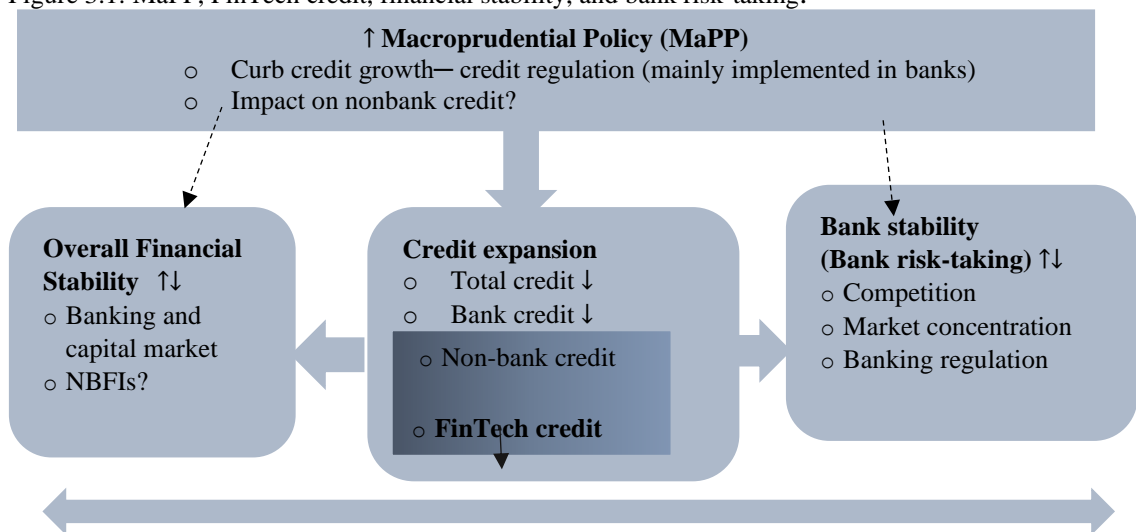 Figure 3.1: MaPP, FinTech credit, financial stability, and bank risk-taking.
↑ Macroprudential Policy (MaPP)
o Curb credit growth— credit regulation (mainly implemented in banks)
o Impact on nonbank credit?
Overall Financial
Stability ↑↓
o Banking and
capital market
o NBFIs?
Credit expansion
o Total credit ↓
o Bank credit ↓
o Non-bank credit
o FinTech credit
Bank stability
(Bank risk-taking) ↑↓
o Competition
o Market concentration
o Banking regulation